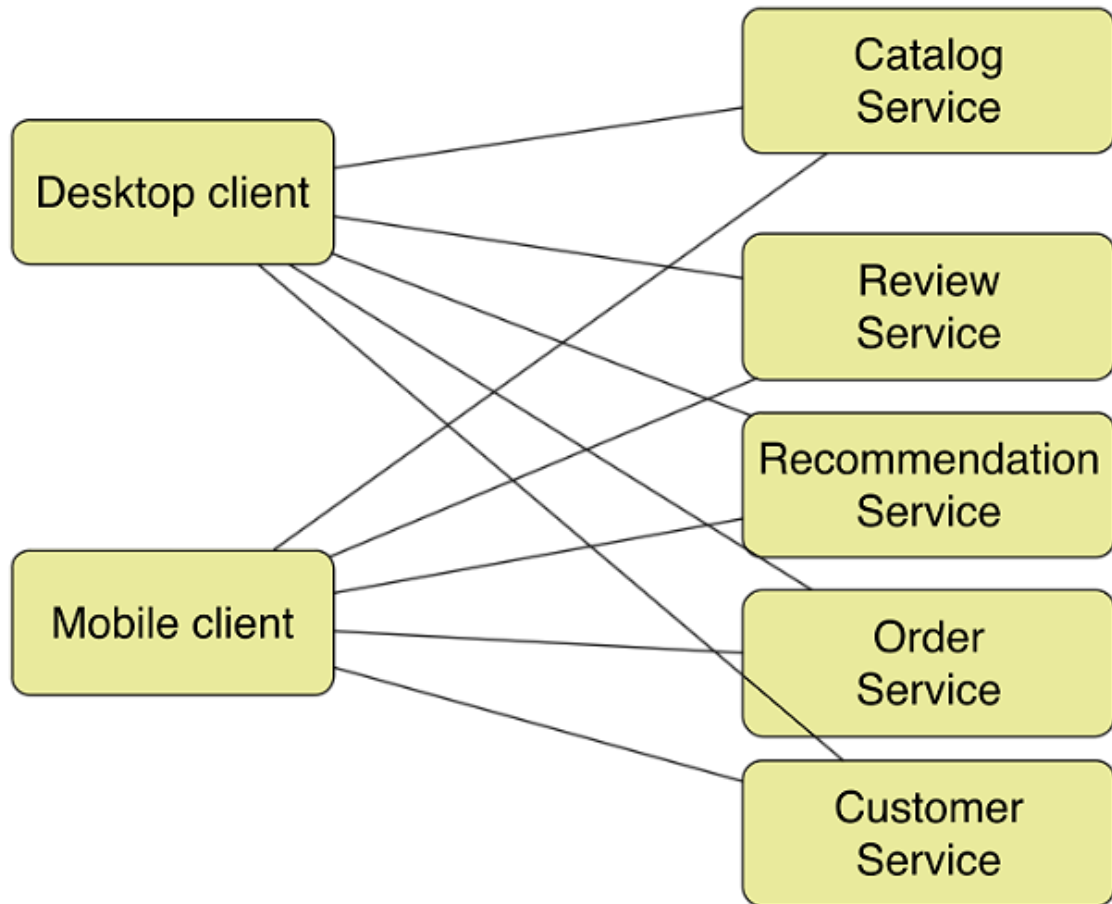 Catalog
Service
Desktop client
Review
Service
Recommendation
Service
Mobile client
Order
Service
Customer
Service